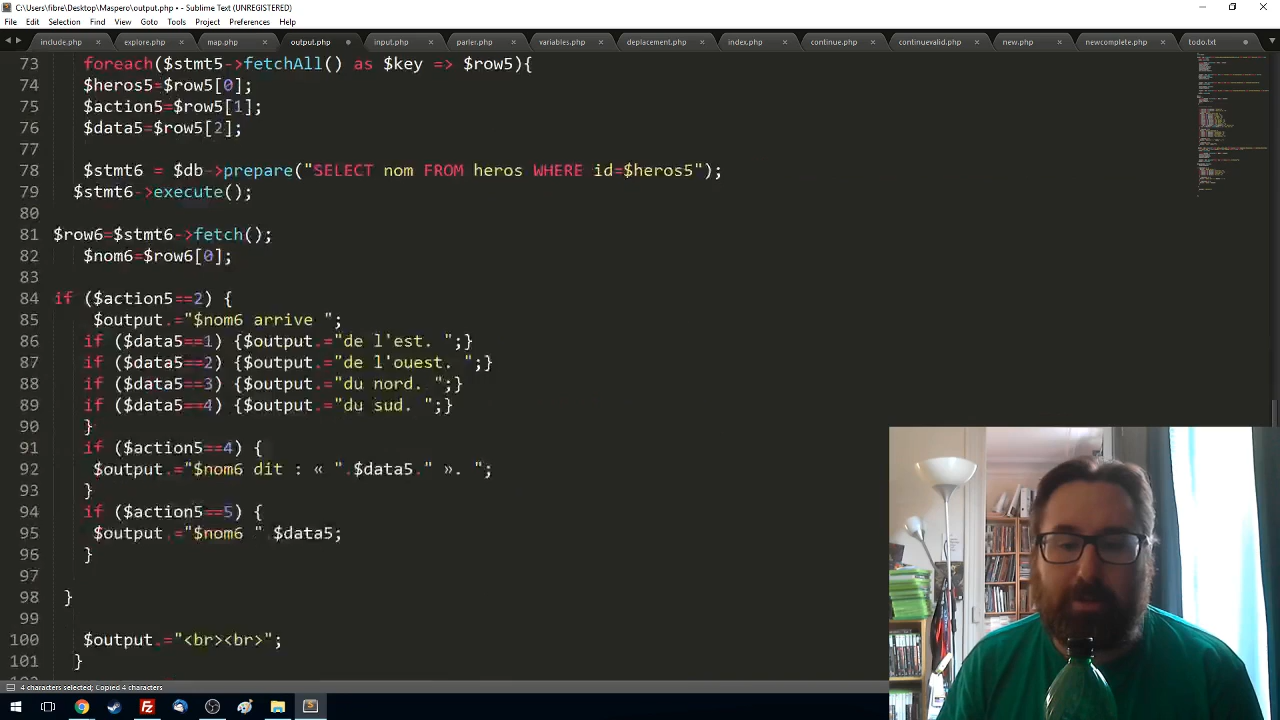 C:\Users\fibre\Desktop\Maspero\output.php • - Sublime Text (UNREGISTERED)
File Edit Selection Find View Goto Tools Project Preferences Help
include.php explore.php map.php output.php input.php parler.php variables.php deplacement.php index.php continue.php continuevalid.php new.php newcomplete.php todo.txt
73 foreach($stmt5->fetchAll() as $key => $row5){
74 $heros5=$row5[0];
75 $action5=$row5[1];
76 $data5=$row5[2];
77
78 $stmt6 = $db->prepare("SELECT nom FROM heros WHERE id=$heros5");
79 $stmt6->execute();
80
81 $row6=$stmt6->fetch();
82 $nom6=$row6[0];
83
84 if ($action5==2) {
85 $output.="$nom6 arrive ";
86 if ($data5==1) {$output.="de l'est. ";}
87 if ($data5==2) {$output.="de l'ouest. ";}
88 if ($data5==3) {$output.="du nord. ";}
89 if ($data5==4) {$output.="du sud. ";}
90 }
91 if ($action5==4) {
92 $output.="$nom6 dit : « ".$data5." ». ";
93 }
94 if ($action5==5) {
95 $output.="$nom6 ".$data5;
96 }
97
98 }
99
100 $output.="<br><br>";
101 }
4 characters selected; Copied 4 characters